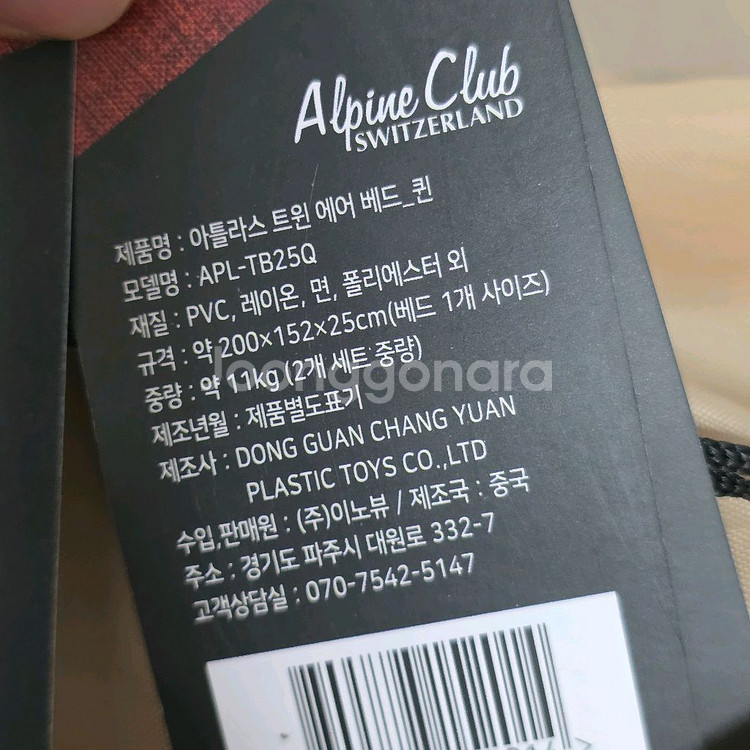 Alpine Club
SWITZERLAND
제품명 : 아틀라스 트윈 에어 베드_퀸
모델명 : APL-TB25Q
재질 : PVC, 레이온, 면, 폴리에스터 외
규격 : 약 200×152×25cm(베드 1개 사이즈)
중량 : 약 11kg (2개 세트 중량)
joonggonara
제조년월 : 제품별도표기
제조사 : DONG GUAN CHANG YUAN
PLASTIC TOYS CO.,LTD
수입,판매원 : (주)이노뷰 / 제조국 : 중국
주소 : 경기도 파주시 대원로 332-7
고객상담실 : 070-7542-5147